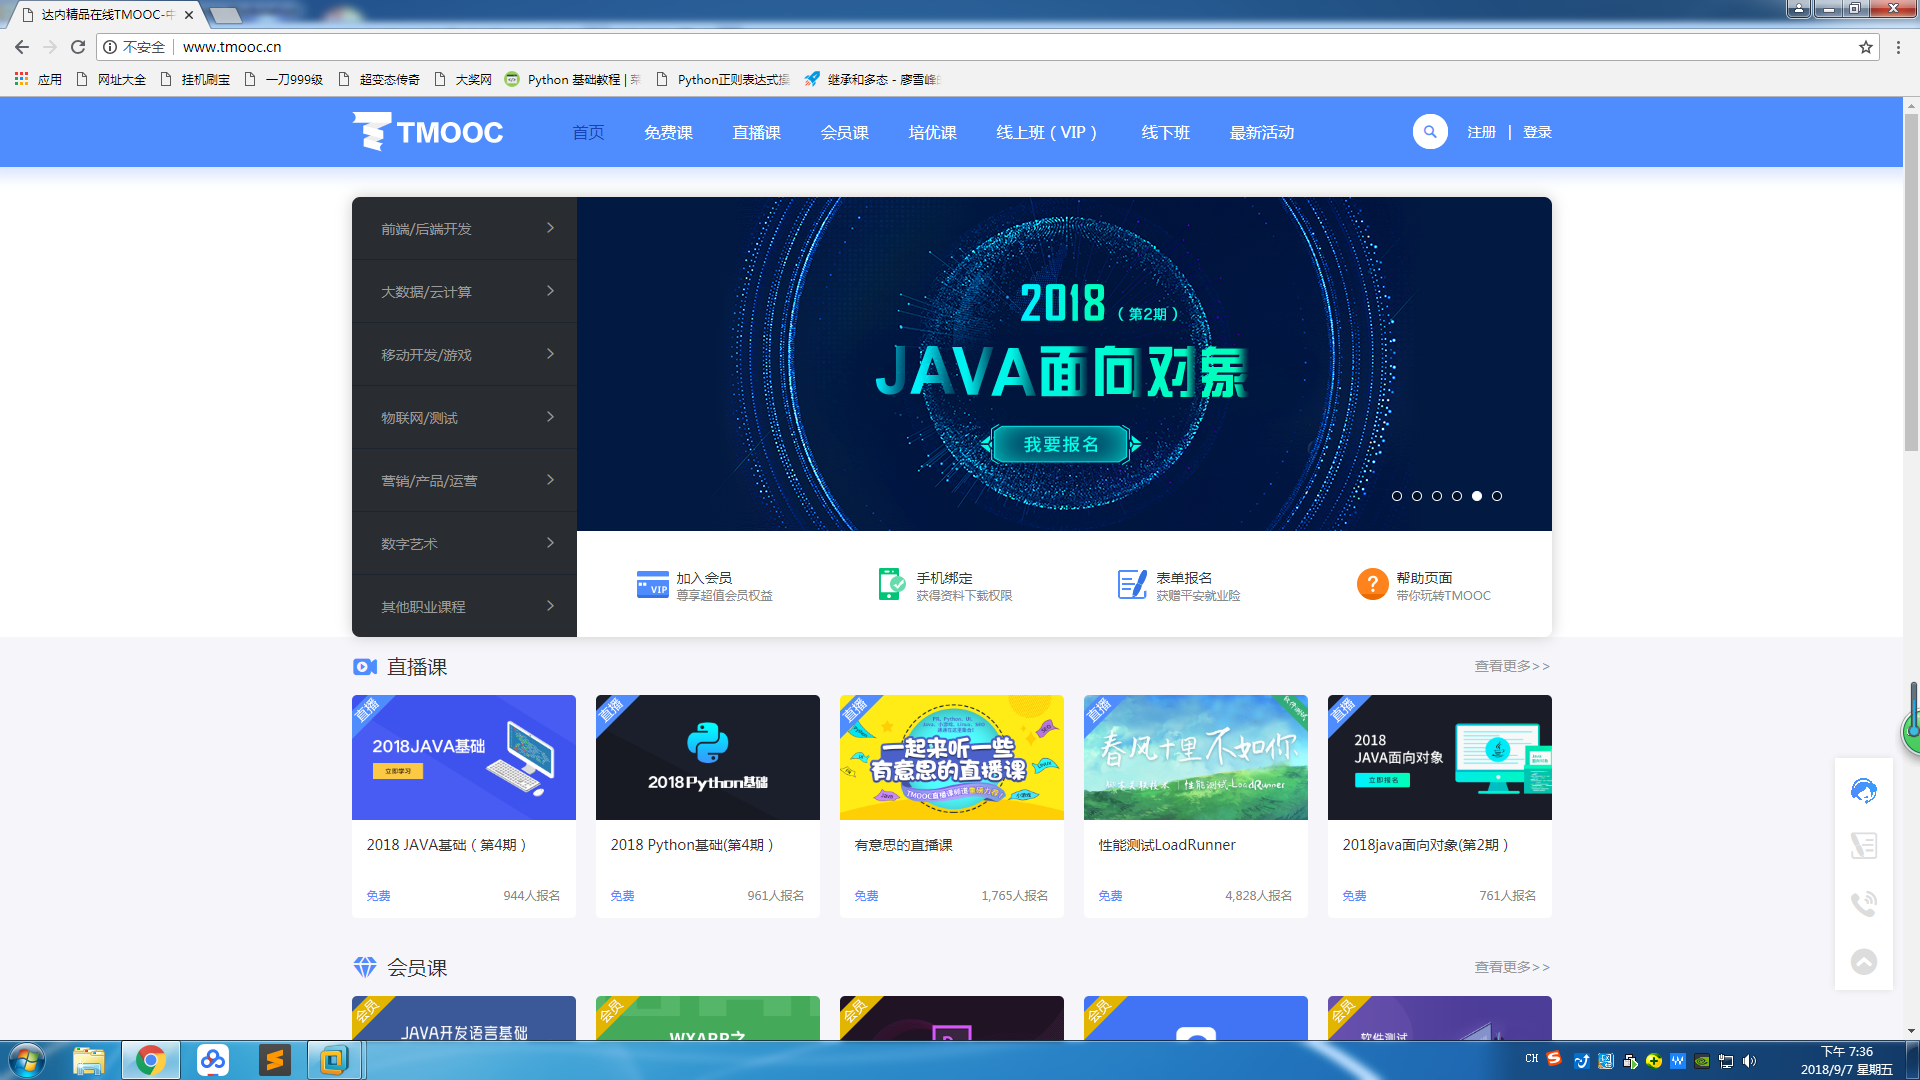 达内精品在线TMOOC-中
不安全 www.tmooc.cn
应用 网址大全 挂机刷宝 一刀999级 超变态传奇 大奖网 Python 基础教程 | 菜 Python正则表达式操 继承和多态 - 廖雪峰的
TMOOC 首页 免费课 直播课 会员课 培优课 线上班（VIP） 线下班 最新活动 注册 | 登录
前端/后端开发
大数据/云计算
移动开发/游戏
物联网/测试
营销/产品/运营
数字艺术
其他职业课程
2018（第2期）
JAVA面向对象
我要报名
VIP
加入会员
尊享超值会员权益
手机绑定
获得资料下载权限
表单报名
获赠平安就业险
帮助页面
带你玩转TMOOC
直播课 查看更多>>
直播
2018JAVA基础
立即学习
2018 JAVA基础（第4期）
免费 944人报名
直播
2018Python基础
2018 Python基础(第4期）
免费 961人报名
直播
一起来听一些
有意思的直播课
有意思的直播课
免费 1,765人报名
直播
软件测试
春风十里不如你
性能测试-LoadRunner
性能测试LoadRunner
免费 4,828人报名
直播
2018
JAVA面向对象
立即报名
2018java面向对象(第2期）
免费 761人报名
会员课 查看更多>>
会员
JAVA开发语言基础
会员
WXAPP之
会员
会员
会员
软件测试
CH
下午 7:36
2018/9/7 星期五